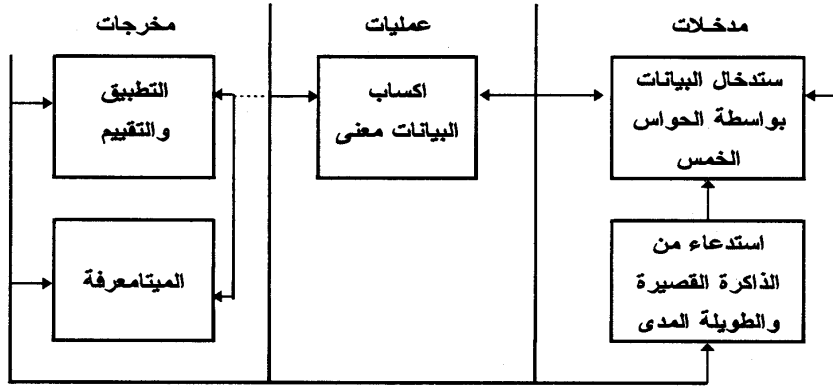 مدخلات
عمليات
مخرجات
ستدخال البيانات
بواسطة الحواس
الخمس
اكساب
البيانات معنى
التطبيق
والتقييم
استدعاء من
الذاكرة القصيرة
والطويلة المدى
الميتامعرفة